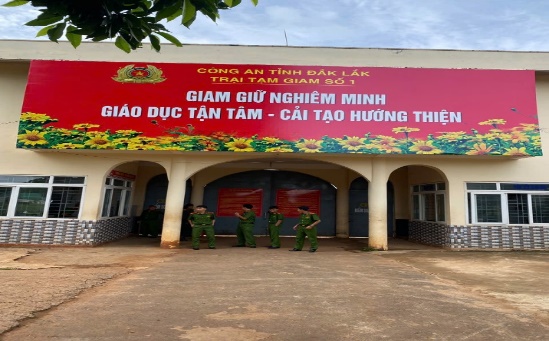 CÔNG AN TỈNH ĐẮK LẮK
TRẠI TẠM GIAM SỐ 1
GIAM GIỮ NGHIÊM MINH
GIÁO DỤC TẬN TÂM - CẢI TẠO HƯỚNG THIỆN